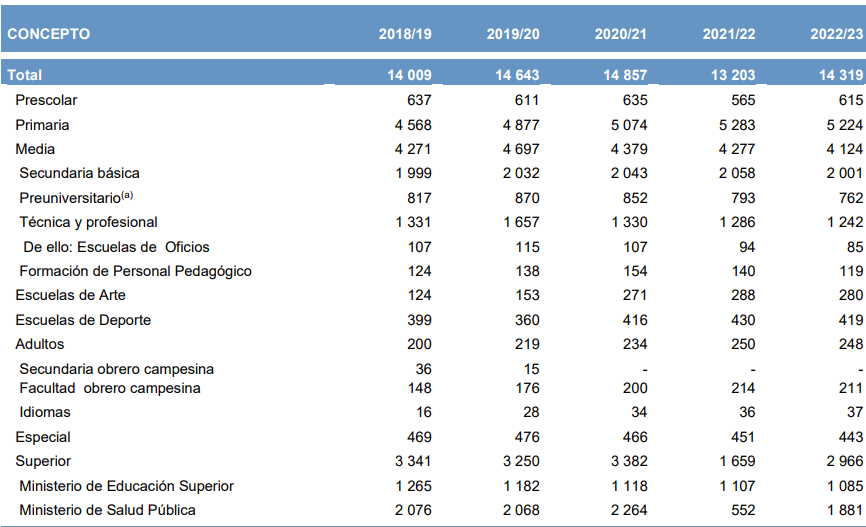 CONCEPTO 2018/19 2019/20 2020/21 2021/22 2022/23
Total 14 009 14 643 14 857 13 203 14 319
Prescolar 637 611 635 565 615
Primaria 4 568 4 877 5 074 5 283 5 224
Media 4 271 4 697 4 379 4 277 4 124
Secundaria básica 1 999 2 032 2 043 2 058 2 001
Preuniversitario(a) 817 870 852 793 762
Técnica y profesional 1 331 1 657 1 330 1 286 1 242
De ello: Escuelas de Oficios 107 115 107 94 85
Formación de Personal Pedagógico 124 138 154 140 119
Escuelas de Arte 124 153 271 288 280
Escuelas de Deporte 399 360 416 430 419
Adultos 200 219 234 250 248
Secundaria obrero campesina 36 15 - - -
Facultad obrero campesina 148 176 200 214 211
Idiomas 16 28 34 36 37
Especial 469 476 466 451 443
Superior 3 341 3 250 3 382 1 659 2 966
Ministerio de Educación Superior 1 265 1 182 1 118 1 107 1 085
Ministerio de Salud Pública 2 076 2 068 2 264 552 1 881